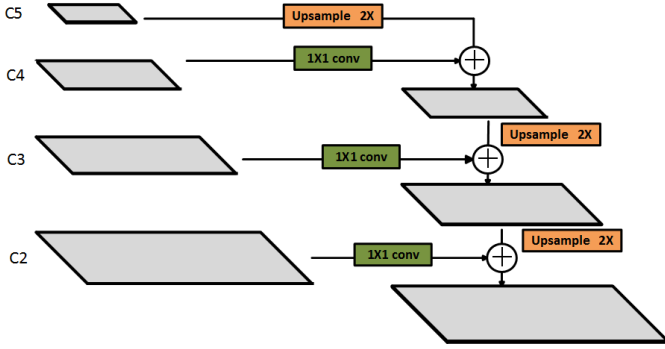 C5
Upsample 2X
1X1 conv
C4
Upsample 2X
C3
1X1 conv
Upsample 2X
C2
1X1 conv